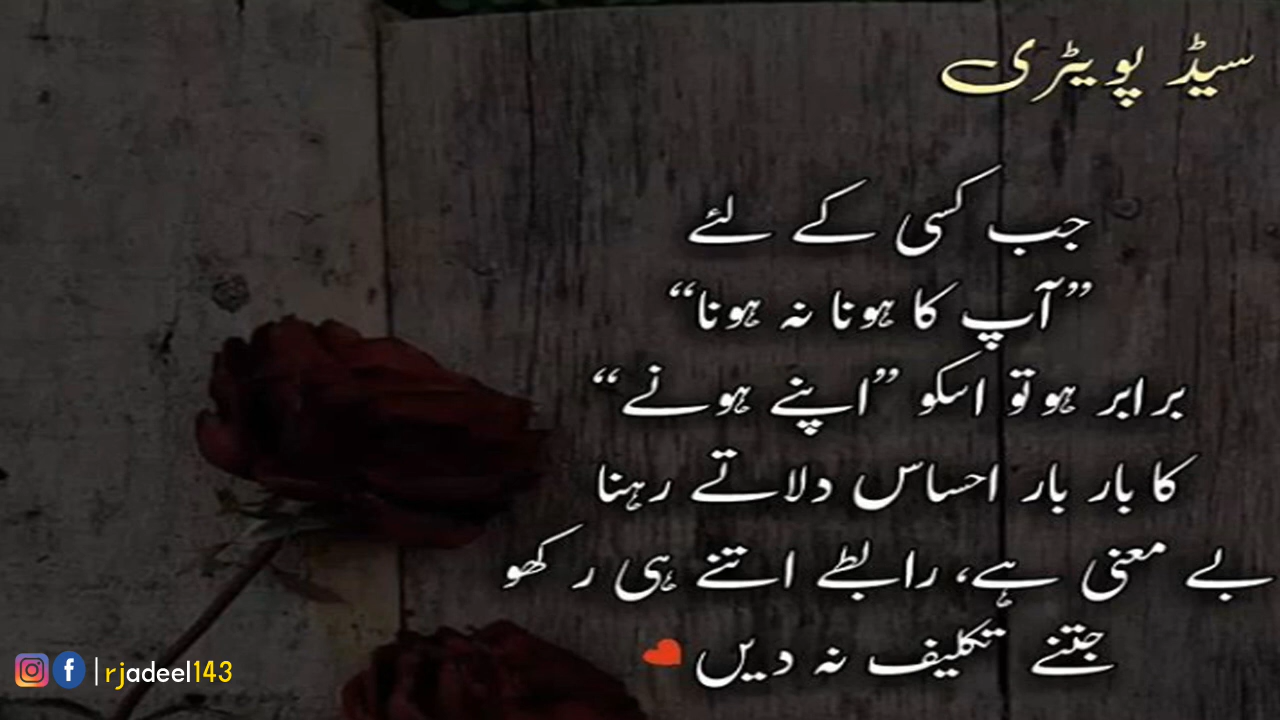 سیڈ پویٹری
جب کسی کے لئے
”آپ کا ہونا نہ ہونا“
برابر ہو تو اسکو ”اپنے ہونے“
کا بار بار احساس دلاتے رہنا
بے معنی ہے، رابطے اتنے ہی رکھو
جتنے تکلیف نہ دیں
| rjadeel143